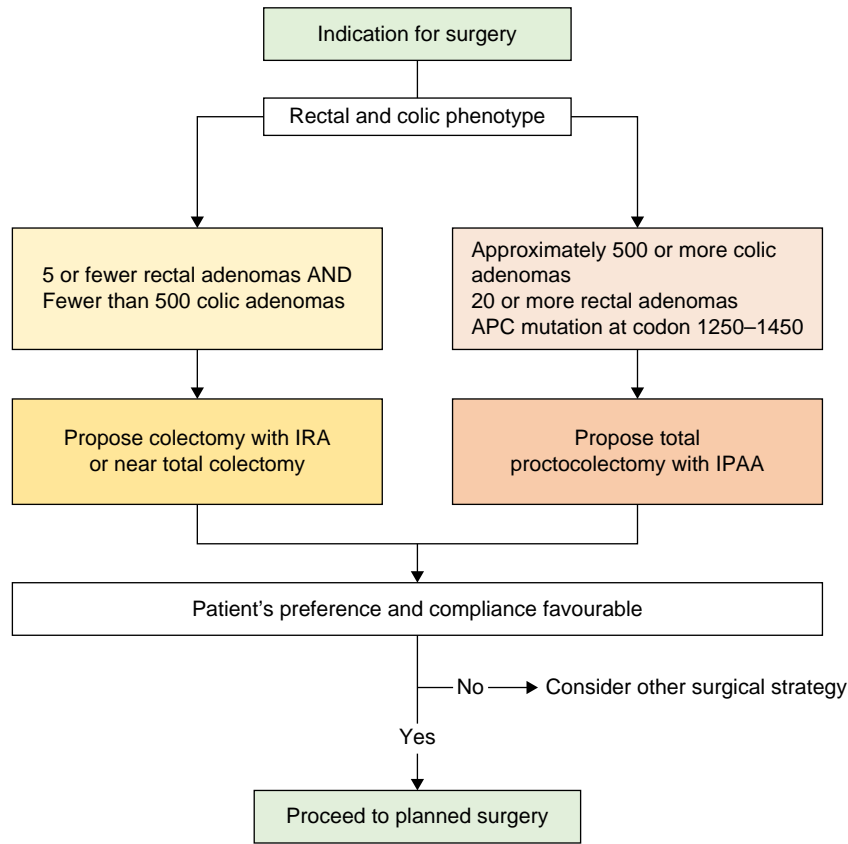 Indication for surgery
Rectal and colic phenotype
5 or fewer rectal adenomas AND
Fewer than 500 colic adenomas
Approximately 500 or more colic
adenomas
20 or more rectal adenomas
APC mutation at codon 1250–1450
Propose colectomy with IRA
or near total colectomy
Propose total
proctocolectomy with IPAA
Patient's preference and compliance favourable
No
Consider other surgical strategy
Yes
Proceed to planned surgery